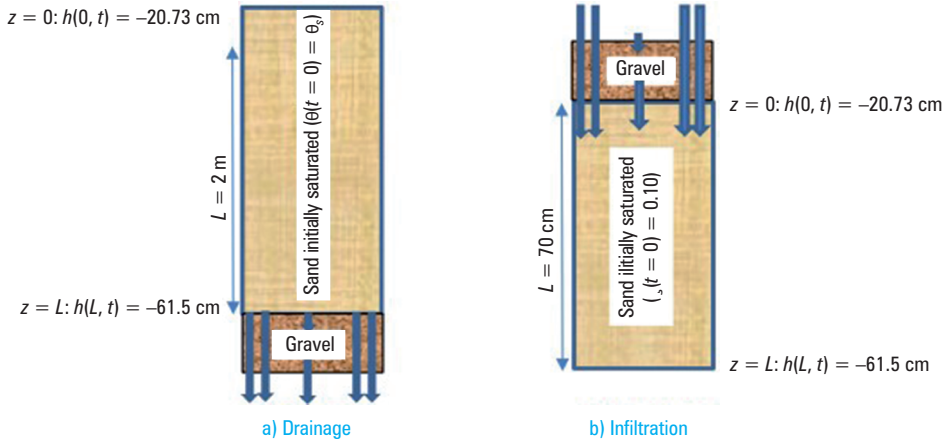 z = 0: h(0, t) = –20.73 cm
L = 2 m
Sand initially saturated (θ(t = 0) = θs)
z = L: h(L, t) = –61.5 cm
Gravel
a) Drainage
Gravel
z = 0: h(0, t) = –20.73 cm
L = 70 cm
Sand ilitially saturated
(s(t = 0) = 0.10)
z = L: h(L, t) = –61.5 cm
b) Infiltration